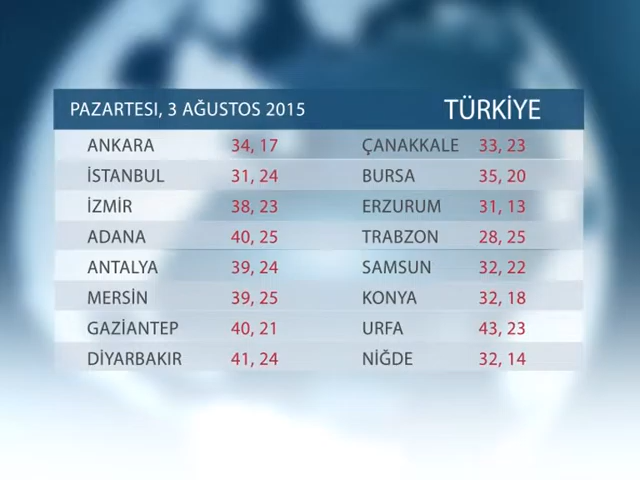 PAZARTESI, 3 AĞUSTOS 2015 TÜRKİYE
ANKARA 34, 17 ÇANAKKALE 33, 23
İSTANBUL 31, 24 BURSA 35, 20
İZMİR 38, 23 ERZURUM 31, 13
ADANA 40, 25 TRABZON 28, 25
ANTALYA 39, 24 SAMSUN 32, 22
MERSİN 39, 25 KONYA 32, 18
GAZİANTEP 40, 21 URFA 43, 23
DİYARBAKIR 41, 24 NİĞDE 32, 14